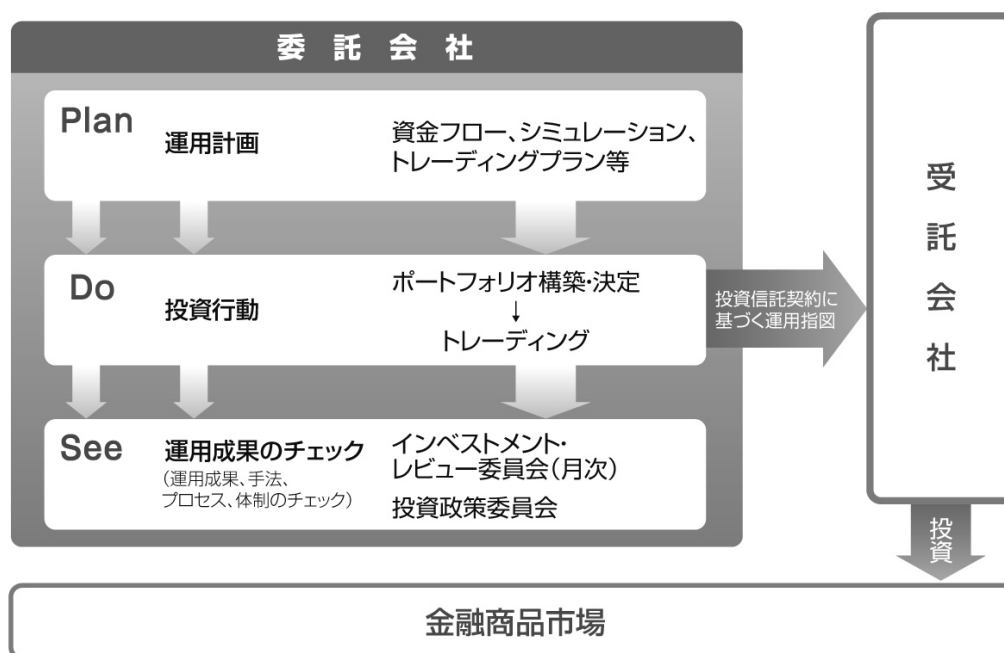 委託会社
Plan
運用計画
資金フロー、シミュレーション、
トレーディングプラン等
Do
投資行動
ポートフォリオ構築・決定
↓
トレーディング
投資信託契約に
基づく運用指図
See
運用成果のチェック
(運用成果、手法、
プロセス、体制のチェック)
インベストメント・
レビュー委員会(月次)
投資政策委員会
受託会社
投資
金融商品市場